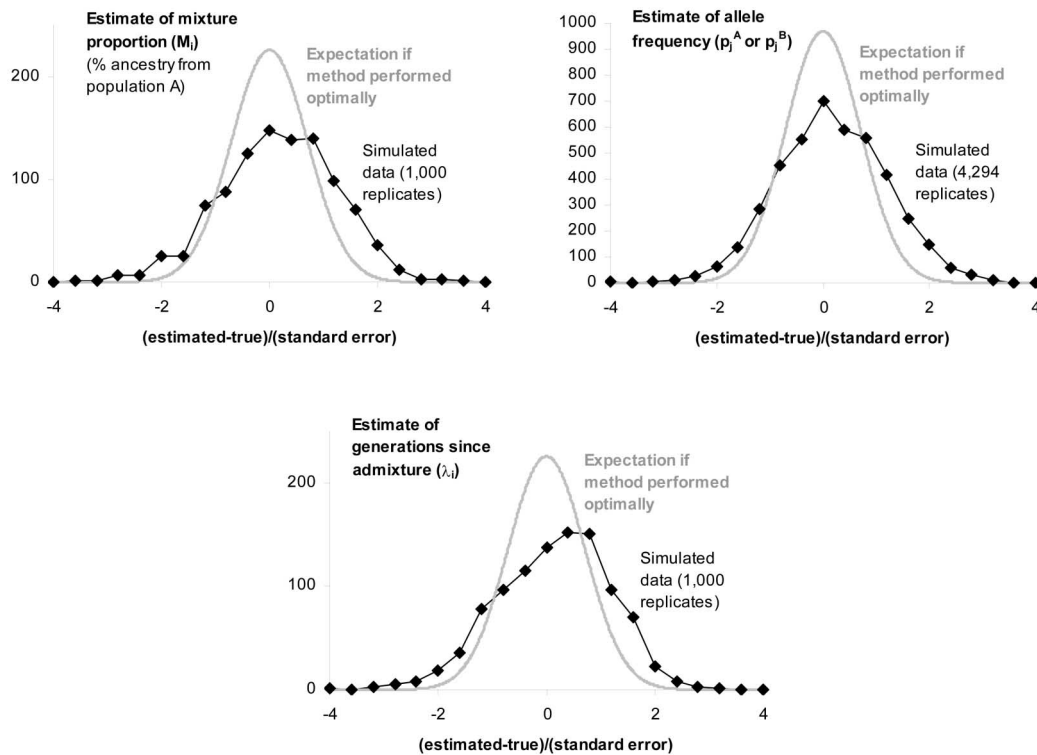 Estimate of mixture
proportion (Mi)
(% ancestry from
population A)
Expectation if
method performed
optimally
Simulated
data (1,000
replicates)
200
100
0
-4 -2 0 2 4
(estimated-true)/(standard error)
Estimate of allele
frequency (pjA or pjB)
Expectation if
method performed
optimally
Simulated
data (4,294
replicates)
1000
900
800
700
600
500
400
300
200
100
0
-4 -2 0 2 4
(estimated-true)/(standard error)
Estimate of
generations since
admixture (λi)
Expectation if
method performed
optimally
Simulated
data (1,000
replicates)
200
100
0
-4 -2 0 2 4
(estimated-true)/(standard error)